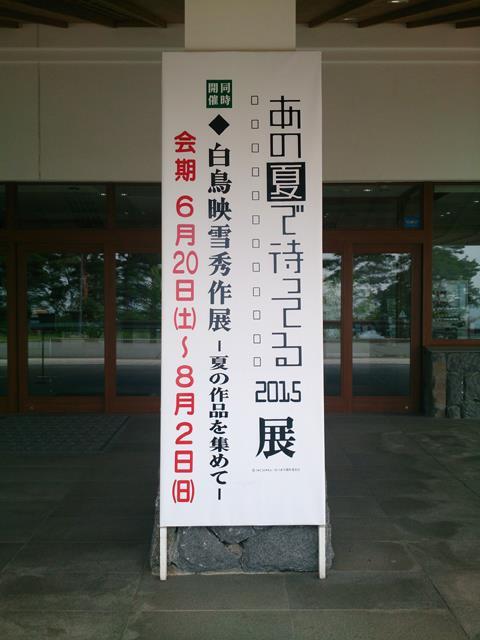 あの夏で待ってる
2015
展
同時
開催
◆白鳥映雪秀作展ー夏の作品を集めてー
会期 6月20日(土)～8月2日(日)